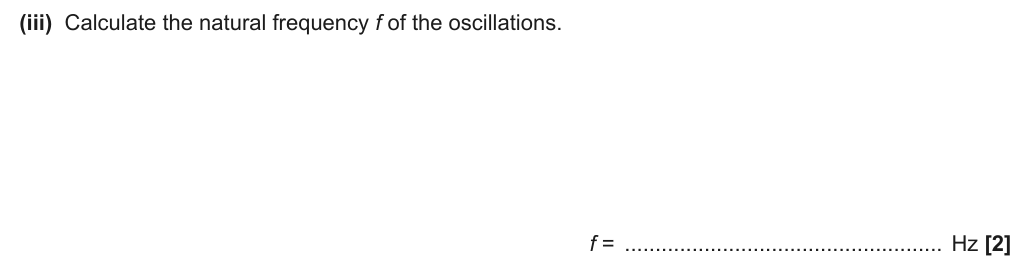 (iii) Calculate the natural frequency f of the oscillations.
f = .................................................... Hz [2]